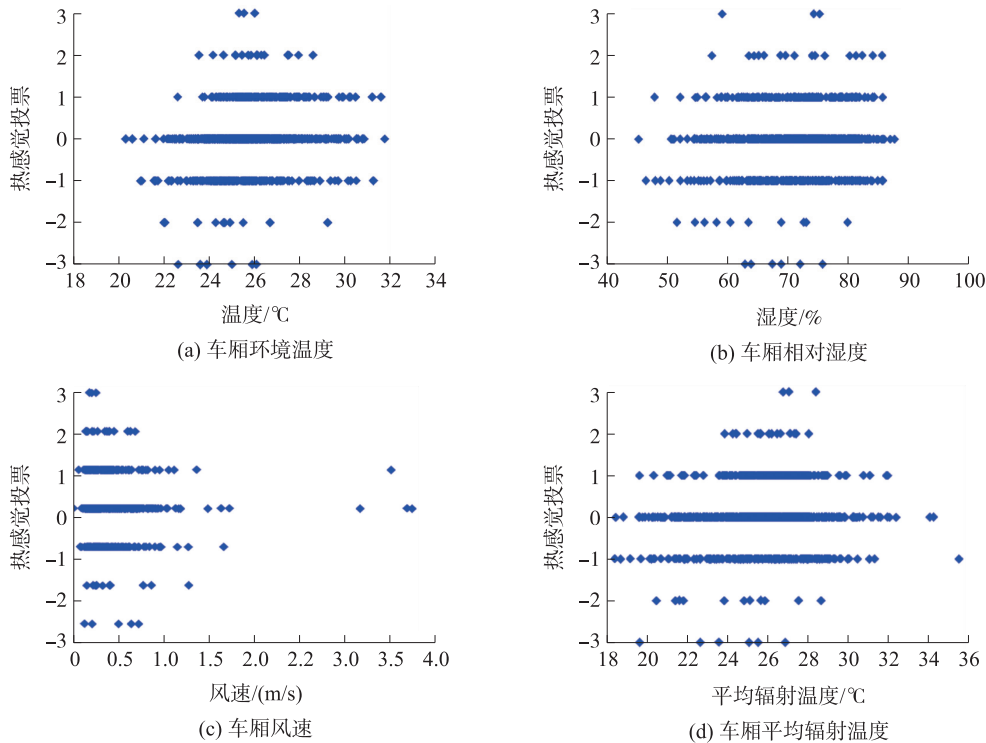 3
2
1
0
−1
−2
−3
热感觉投票
18 20 22 24 26 28 30 32 34
温度/℃
(a) 车厢环境温度
3
2
1
0
−1
−2
−3
热感觉投票
40 50 60 70 80 90 100
湿度/%
(b) 车厢相对湿度
3
2
1
0
−1
−2
−3
热感觉投票
0 0.5 1.0 1.5 2.0 2.2 3.0 3.5 4.0
风速/(m/s)
(c) 车厢风速
3
2
1
0
−1
−2
−3
热感觉投票
18 20 22 24 26 28 30 32 34 36
平均辐射温度/℃
(d) 车厢平均辐射温度